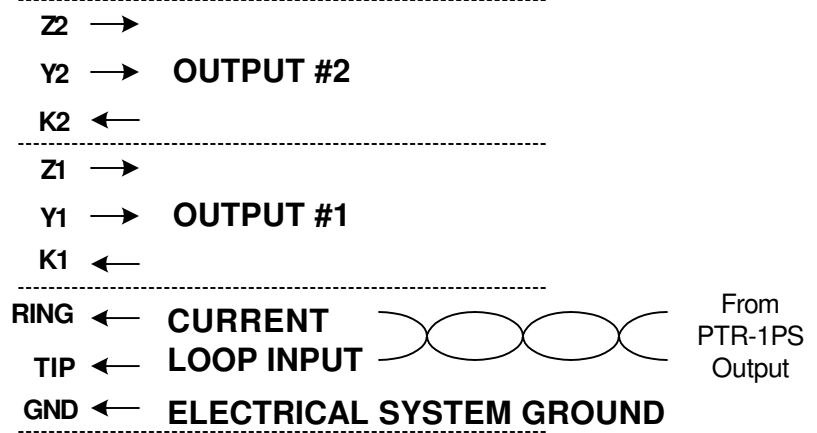 Z2
Y2 OUTPUT #2
K2
Z1
Y1 OUTPUT #1
K1
RING CURRENT
TIP LOOP INPUT
From
PTR-1PS
Output
GND ELECTRICAL SYSTEM GROUND